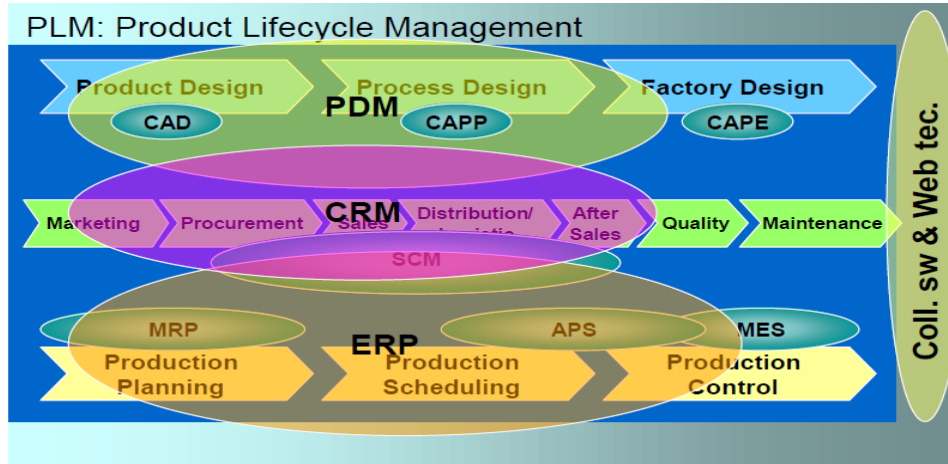 PLM: Product Lifecycle Management
Product Design
Process Design
Factory Design
PDM
CAD
CAPP
CAPE
CRM
Marketing
Procurement
Sales
Distribution/
After
Sales
Quality
Maintenance
SCM
MRP
ERP
APS
MES
Production
Planning
Production
Scheduling
Production
Control
Coll. sw & Web tec.